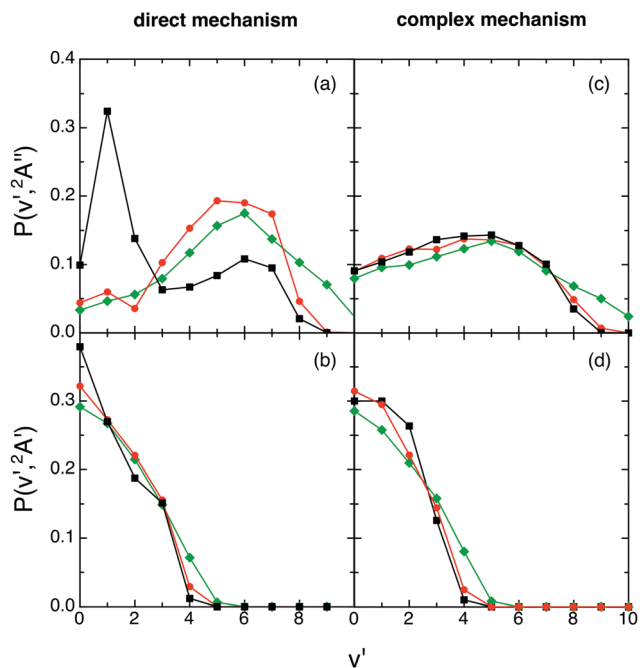 direct mechanism
complex mechanism
0.4
(a)
(c)
0.3
P(v',²A'')
0.2
0.1
0.0
(b)
(d)
0.3
P(v',²A')
0.2
0.1
0.0
0 2 4 6 8 0 2 4 6 8 10
v'